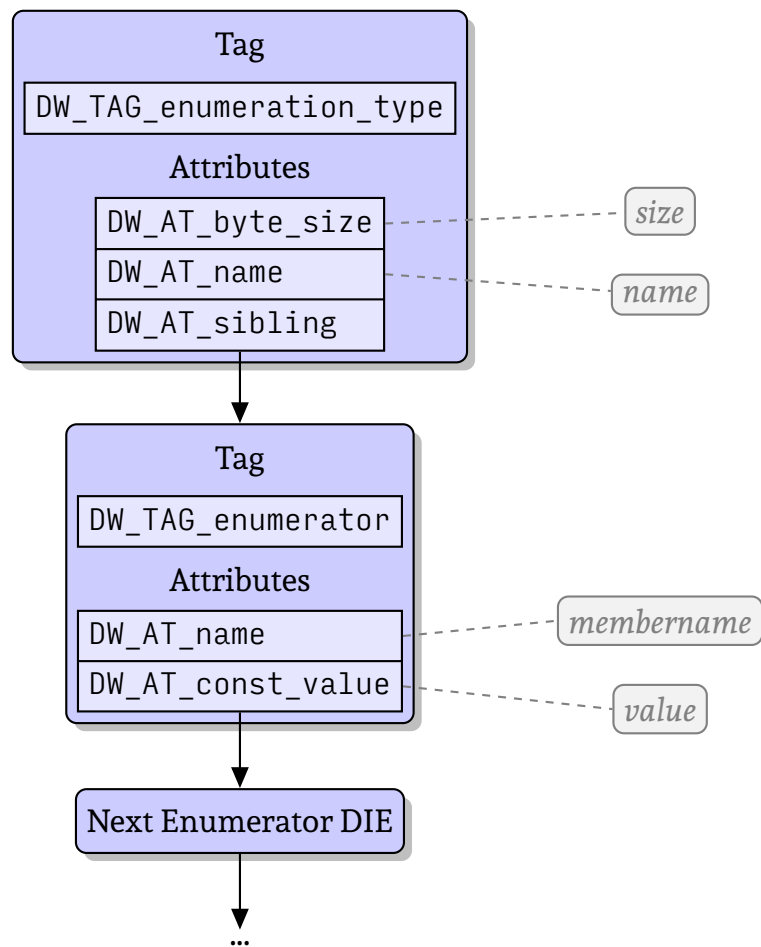 Tag
DW_TAG_enumeration_type
Attributes
DW_AT_byte_size
size
DW_AT_name
name
DW_AT_sibling
Tag
DW_TAG_enumerator
Attributes
DW_AT_name
membername
DW_AT_const_value
value
Next Enumerator DIE
...